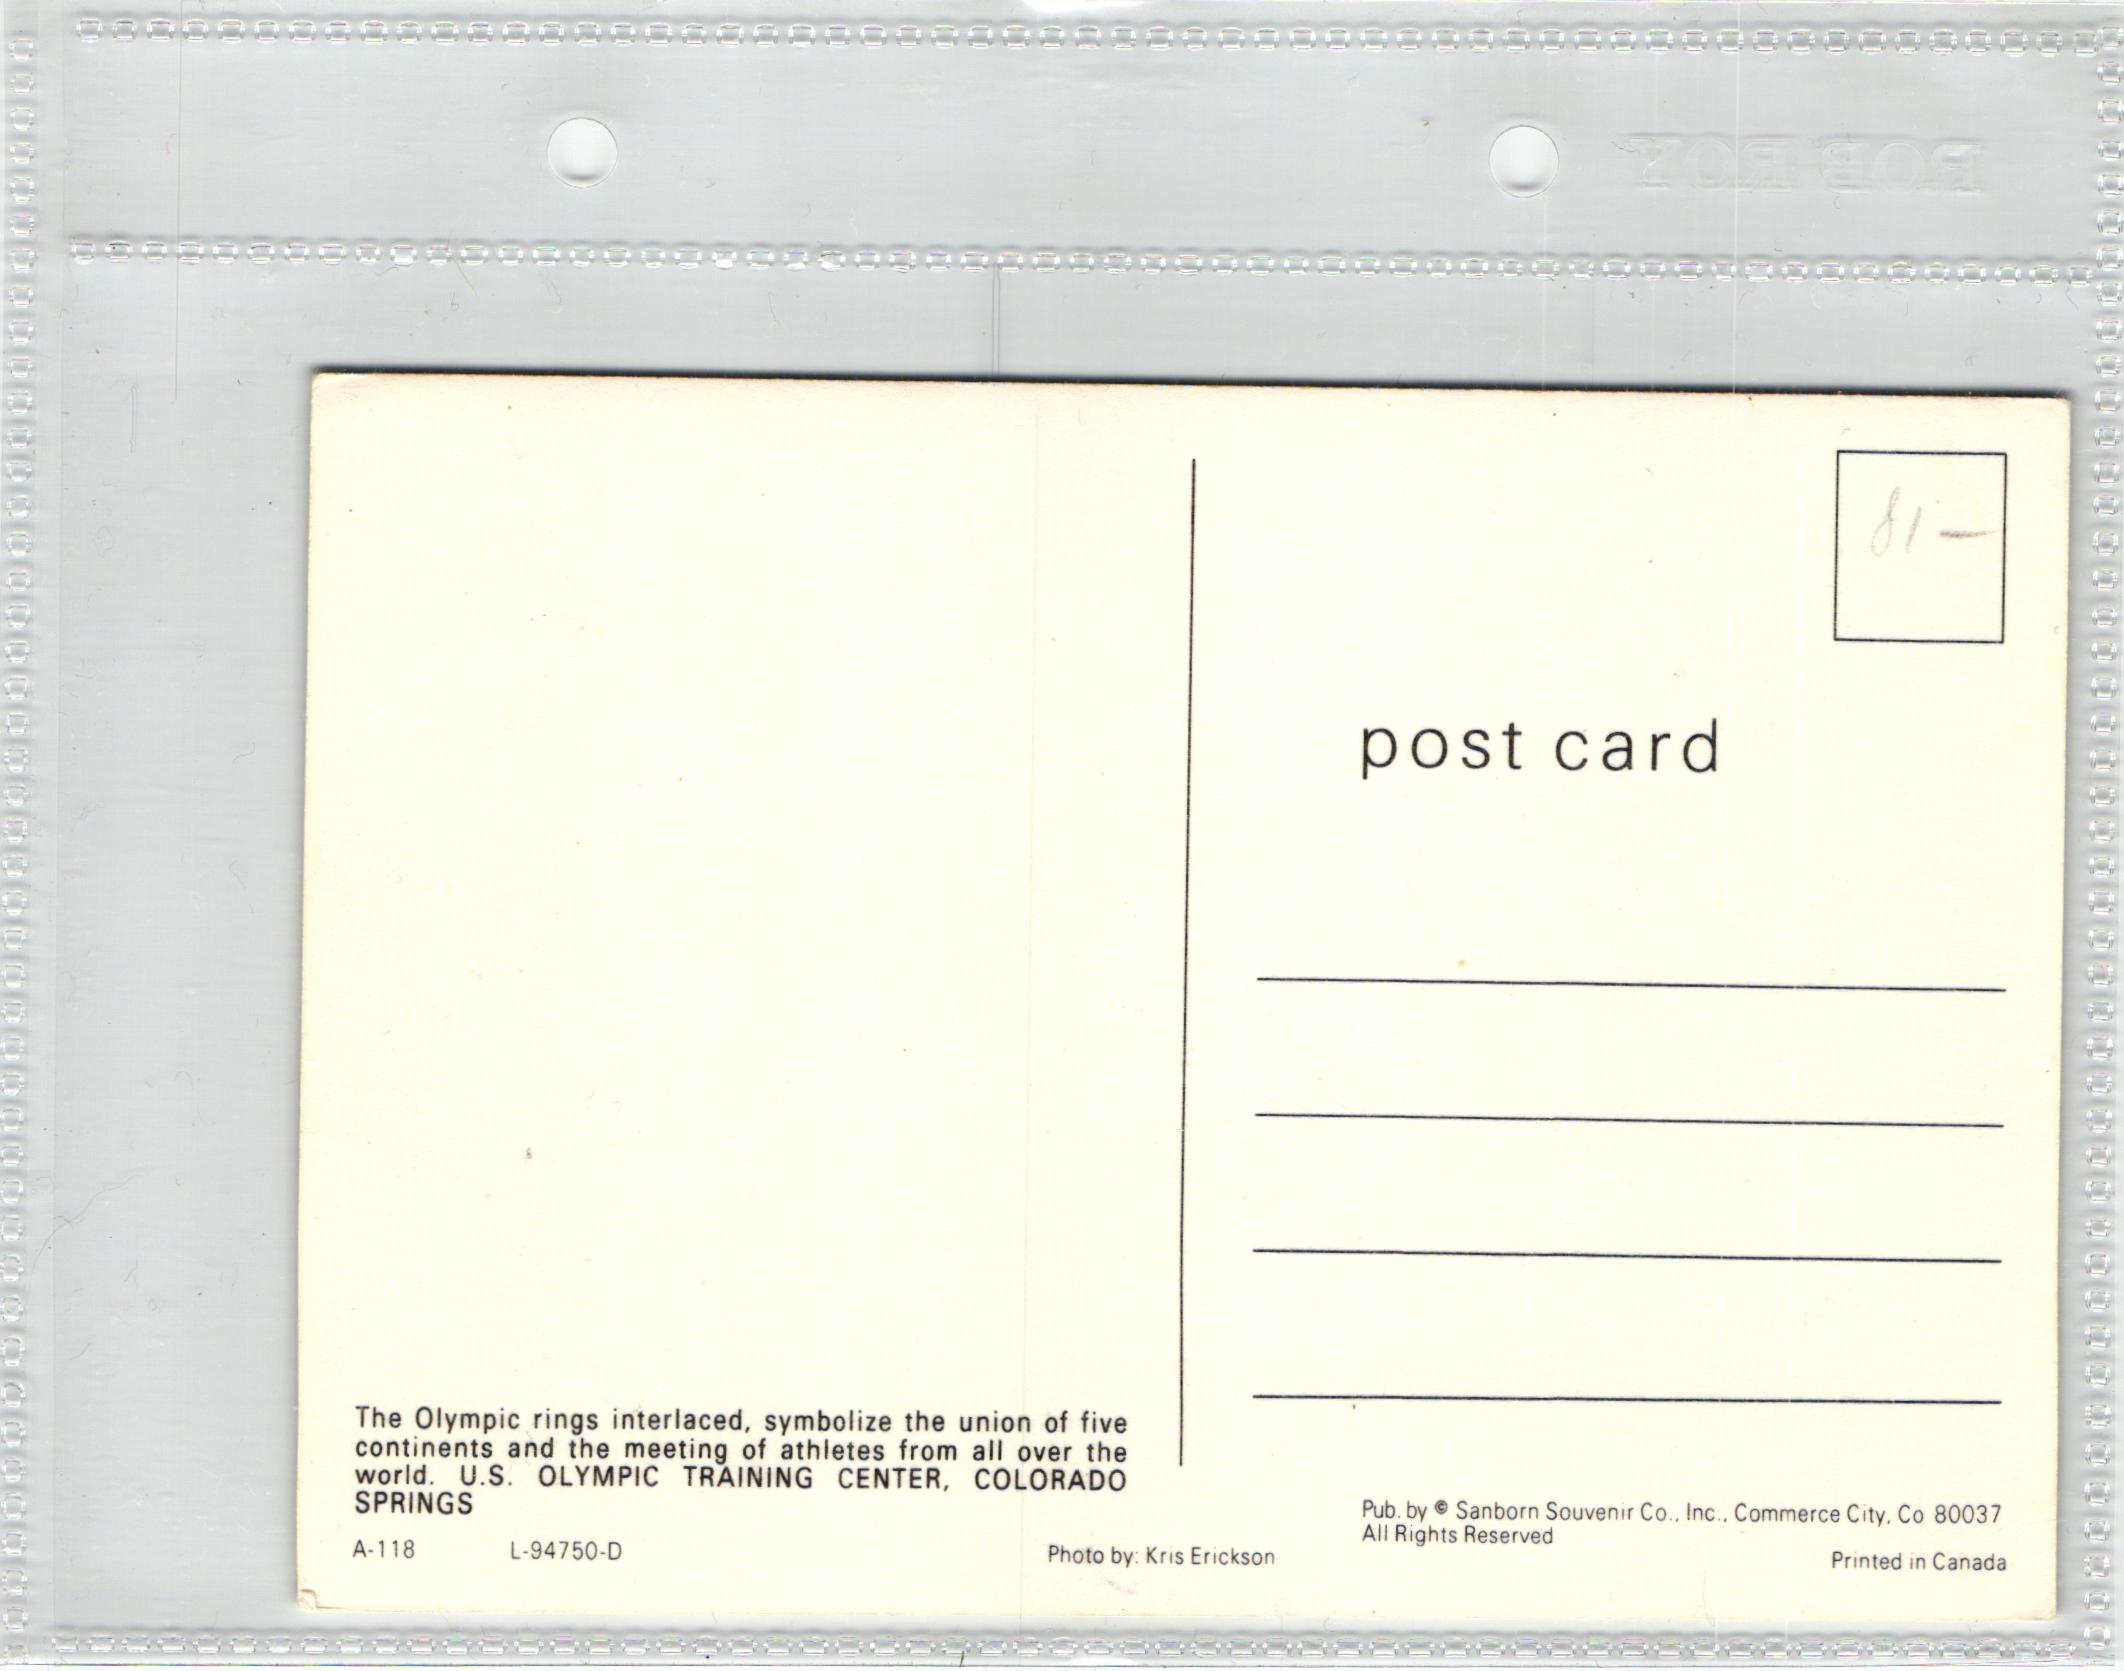 ROB ROY
81 —
post card
The Olympic rings interlaced, symbolize the union of five
continents and the meeting of athletes from all over the
world. U.S. OLYMPIC TRAINING CENTER, COLORADO
SPRINGS
A-118 L-94750-D
Photo by: Kris Erickson
Pub. by © Sanborn Souvenir Co., Inc., Commerce City, Co 80037
All Rights Reserved
Printed in Canada